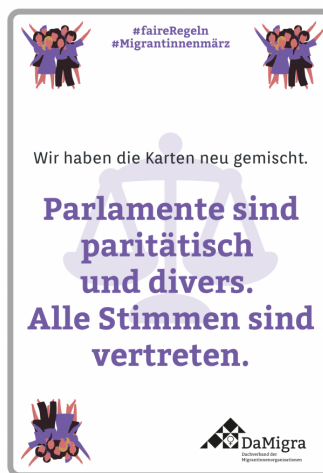 #faireRegeln
#Migrantinnenmärz
Wir haben die Karten neu gemischt.
Parlamente sind
paritätisch
und divers.
Alle Stimmen sind
vertreten.
DaMigra
Dachverband der
Migrantinnenorganisationen